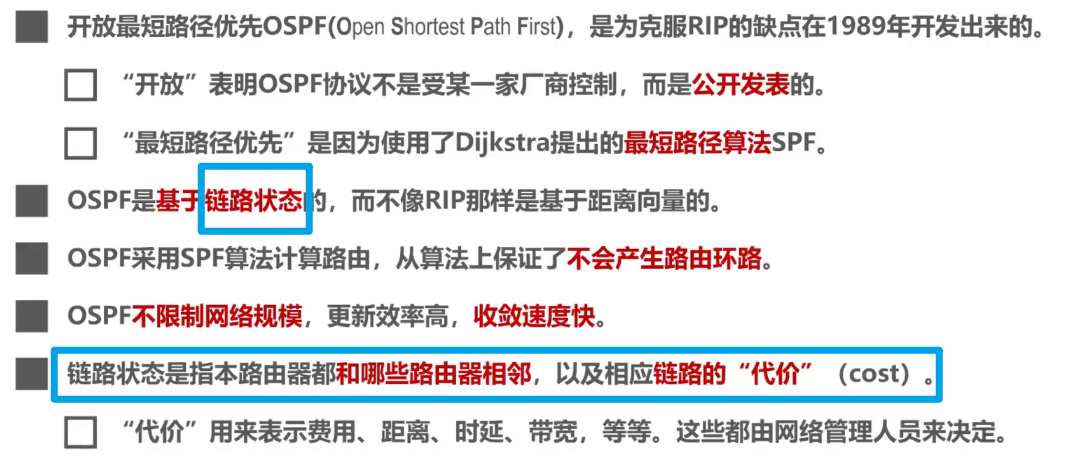 开放最短路径优先OSPF(Open Shortest Path First)，是为克服RIP的缺点在1989年开发出来的。
“开放”表明OSPF协议不是受某一家厂商控制，而是公开发表的。
“最短路径优先”是因为使用了Dijkstra提出的最短路径算法SPF。
OSPF是基于链路状态的，而不像RIP那样是基于距离向量的。
OSPF采用SPF算法计算路由，从算法上保证了不会产生路由环路。
OSPF不限制网络规模，更新效率高，收敛速度快。
链路状态是指本路由器都和哪些路由器相邻，以及相应链路的“代价”（cost）。
“代价”用来表示费用、距离、时延、带宽，等等。这些都由网络管理人员来决定。